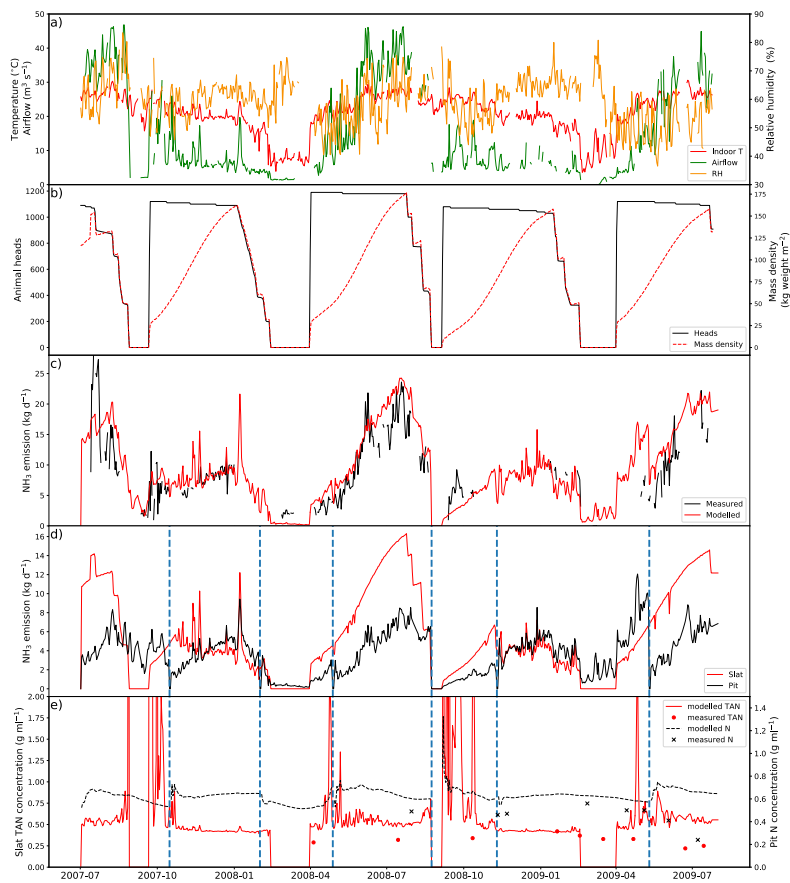 a)
Temperature (°C)
Airflow (m³ s⁻¹)
50
40
30
20
10
0
90
80
70
60
50
40
30
Relative humidity (%)
Indoor T
Airflow
RH
b)
Animal heads
1200
1000
800
600
400
200
0
175
150
125
100
75
50
25
0
Mass density
(kg weight m⁻²)
Heads
Mass density
c)
NH₃ emission (kg d⁻¹)
25
20
15
10
5
0
Measured
Modelled
d)
NH₃ emission (kg d⁻¹)
16
14
12
10
8
6
4
2
0
Slat
Pit
e)
Slat TAN concentration (g ml⁻¹)
2.00
1.75
1.50
1.25
1.00
0.75
0.50
0.25
0.00
modelled TAN
measured TAN
modelled N
measured N
1.4
1.2
1.0
0.8
0.6
0.4
0.2
0.0
Pit N concentration (g ml⁻¹)
2007-07 2007-10 2008-01 2008-04 2008-07 2008-10 2009-01 2009-04 2009-07